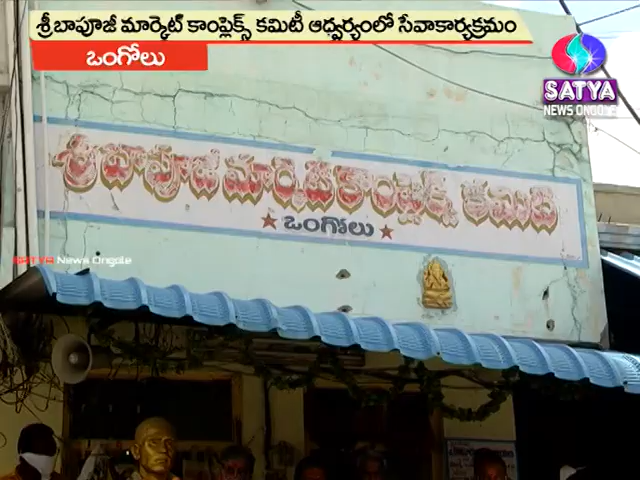 శ్రీ బాపూజీ మార్కెట్ కాంప్లెక్స్ కమిటీ ఆధ్వర్యంలో సేవాకార్యక్రమం
ఒంగోలు
SATYA
NEWS ONGOLE
శ్రీ బాపూజీ మార్కెట్ కాంప్లెక్స్ కమిటీ
ఒంగోలు
SATYA News Ongole